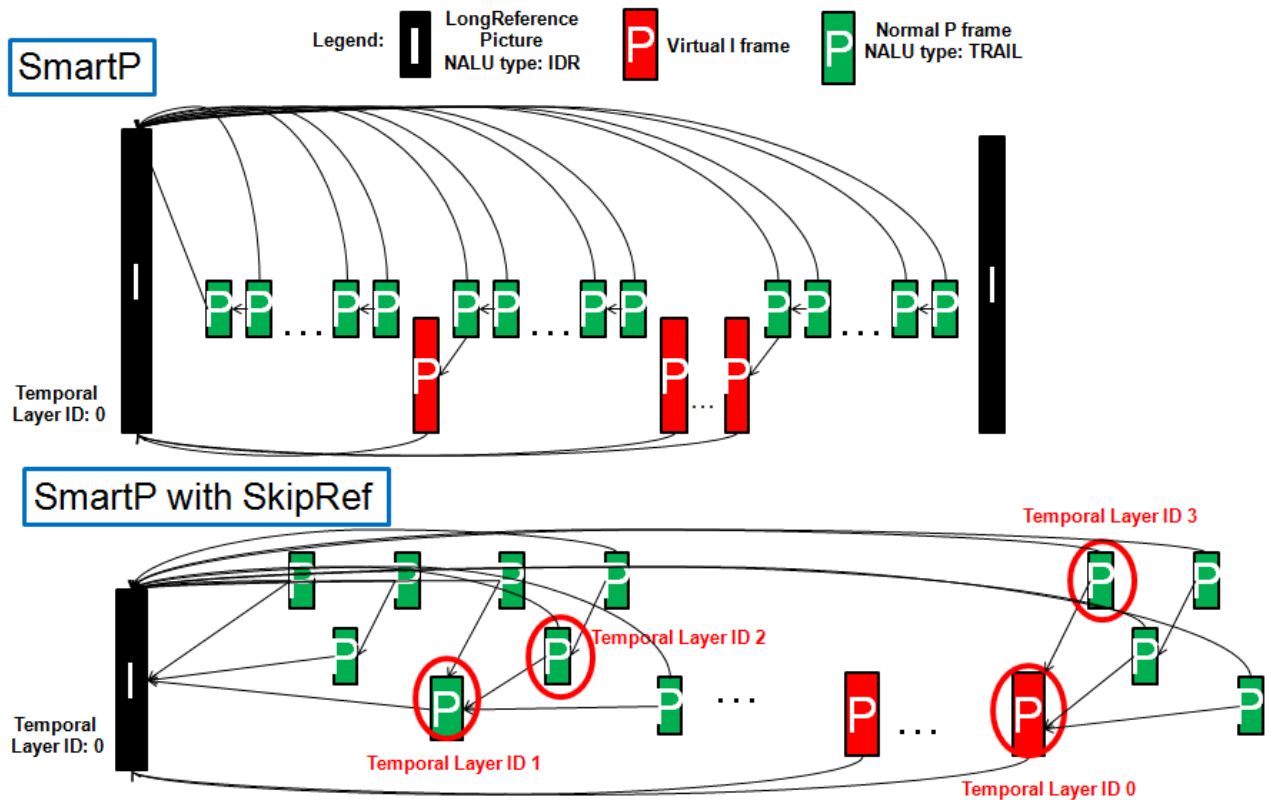 SmartP
Legend:
I
LongReference
Picture
NALU type: IDR
P
Virtual I frame
P
Normal P frame
NALU type: TRAIL
I
P P ... P P P P ... P P P P ... P P
I
P P ... P
Temporal
Layer ID: 0
SmartP with SkipRef
Temporal Layer ID 3
P P P P P P
I
P P Temporal Layer ID 2 P
P P ... P ... P P
Temporal
Layer ID: 0
Temporal Layer ID 1
Temporal Layer ID 0